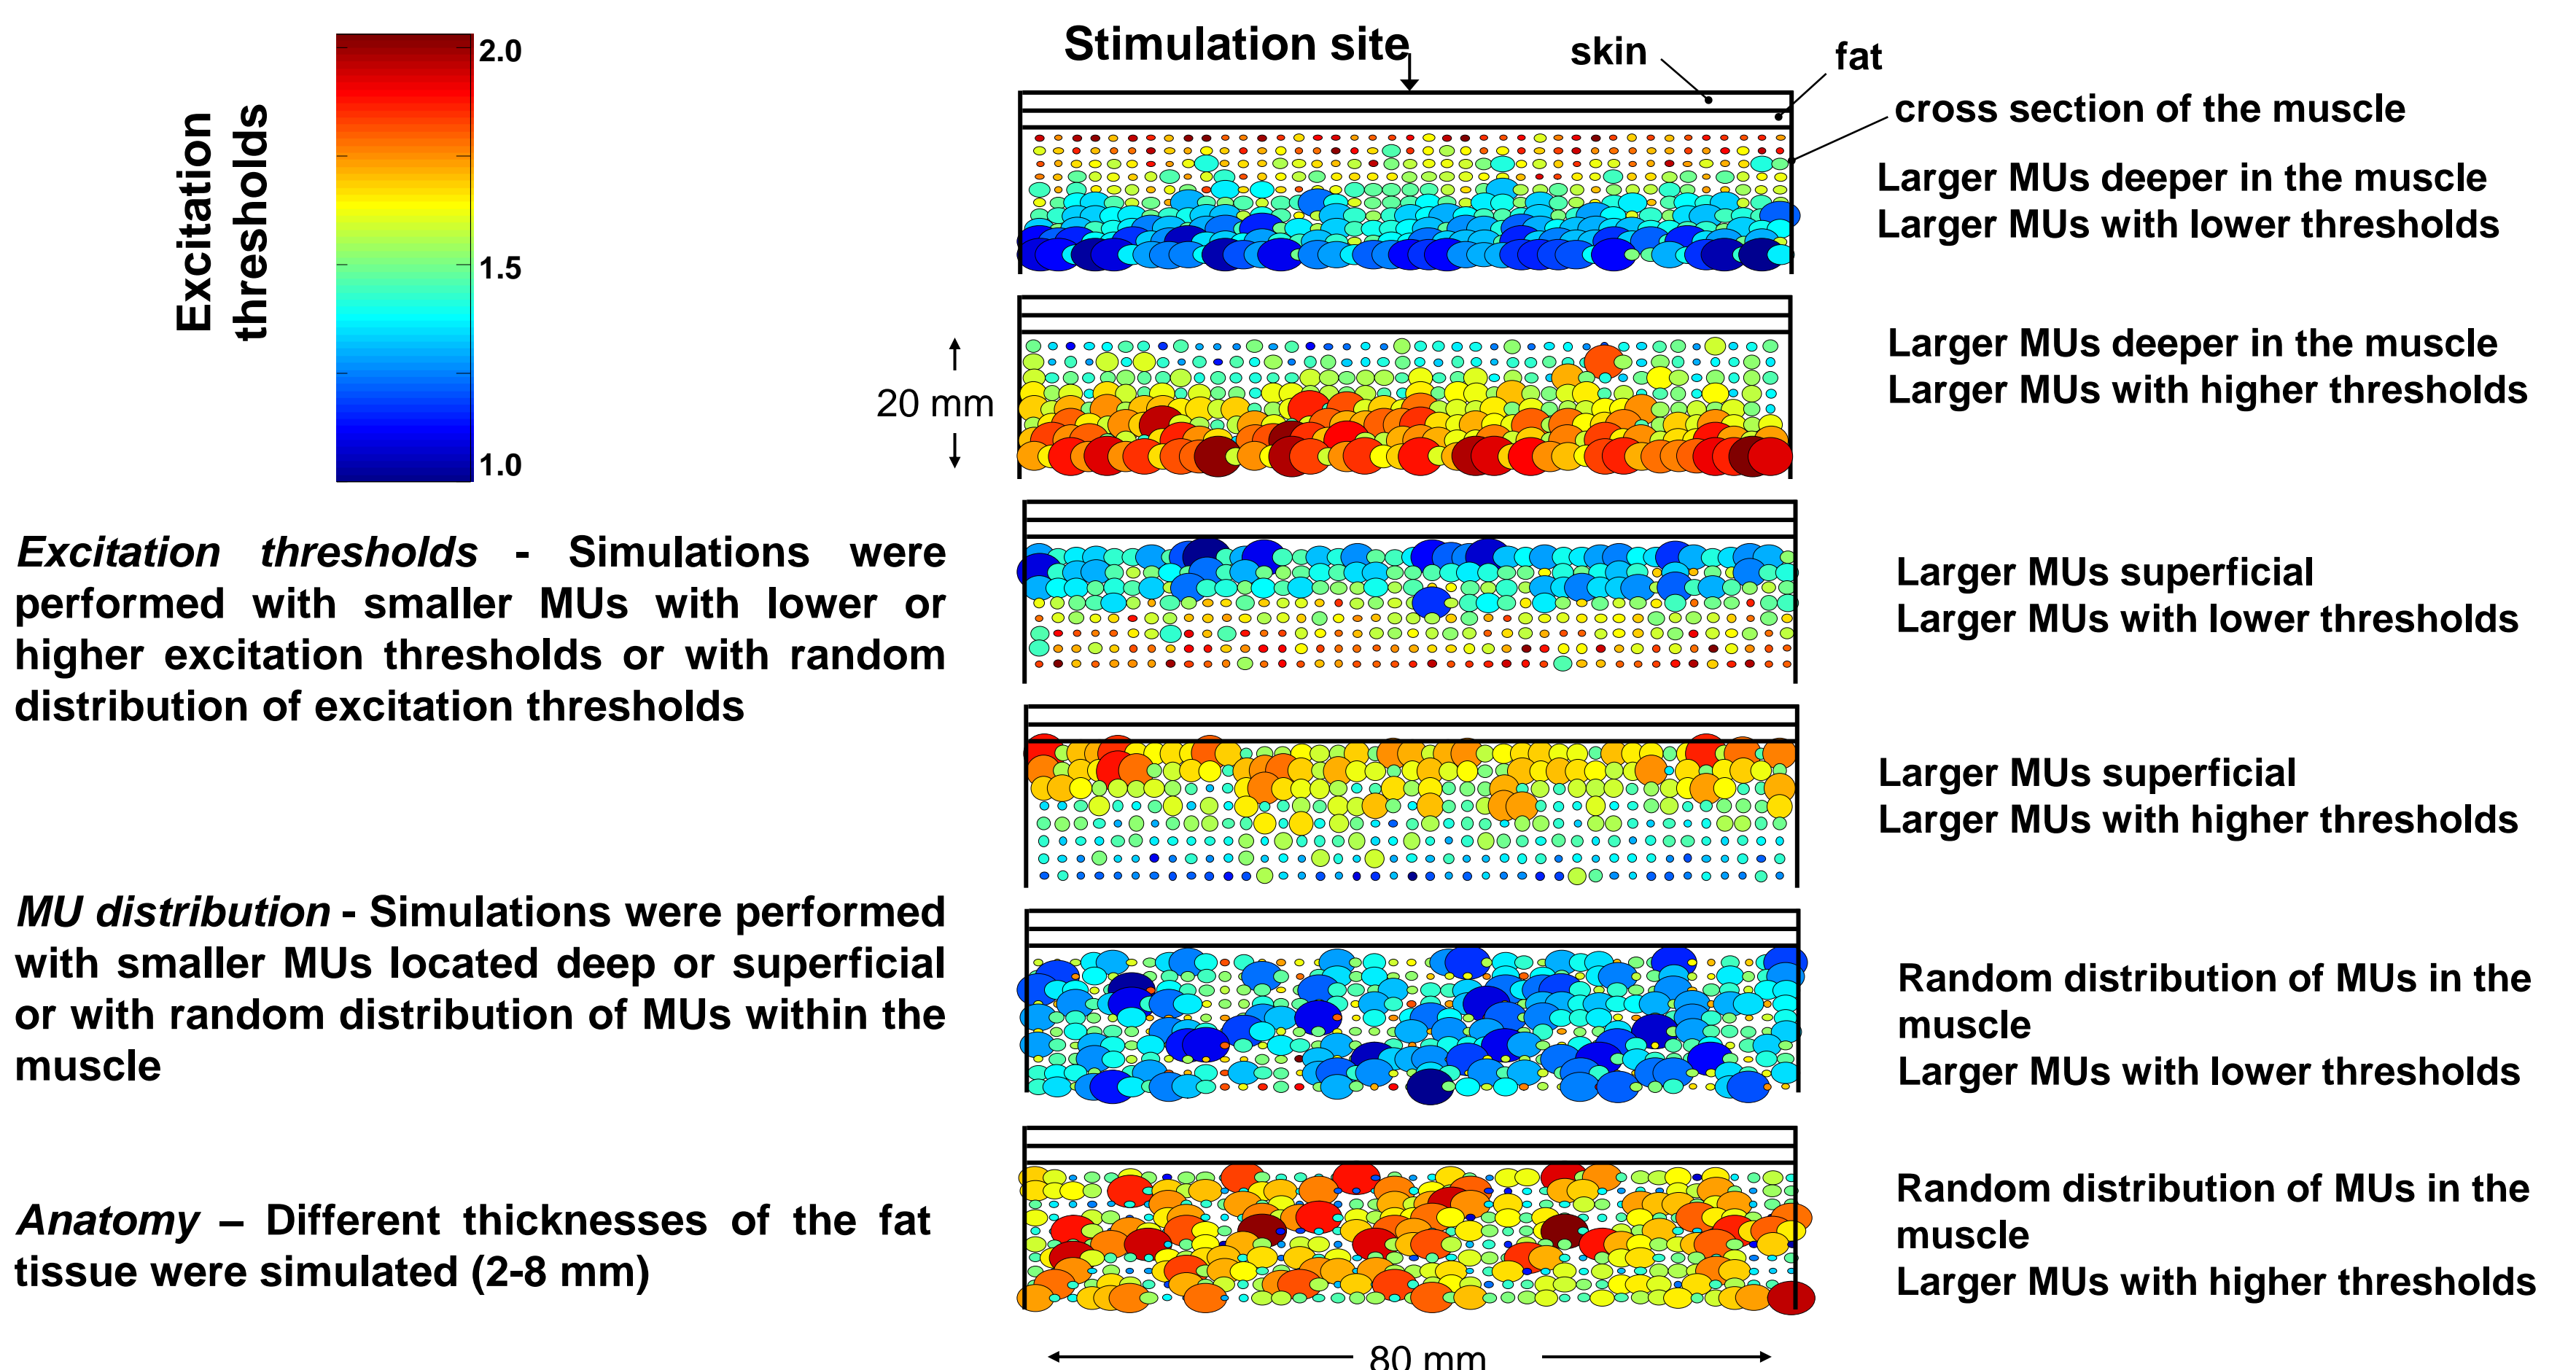 Excitation
thresholds
2.0
1.5
1.0
Stimulation site
skin
fat
cross section of the muscle
Larger MUs deeper in the muscle
Larger MUs with lower thresholds
20 mm
Larger MUs deeper in the muscle
Larger MUs with higher thresholds
Excitation thresholds - Simulations were
performed with smaller MUs with lower or
higher excitation thresholds or with random
distribution of excitation thresholds
Larger MUs superficial
Larger MUs with lower thresholds
Larger MUs superficial
Larger MUs with higher thresholds
MU distribution - Simulations were performed
with smaller MUs located deep or superficial
or with random distribution of MUs within the
muscle
Random distribution of MUs in the
muscle
Larger MUs with lower thresholds
Anatomy – Different thicknesses of the fat
tissue were simulated (2-8 mm)
Random distribution of MUs in the
muscle
Larger MUs with higher thresholds
80 mm